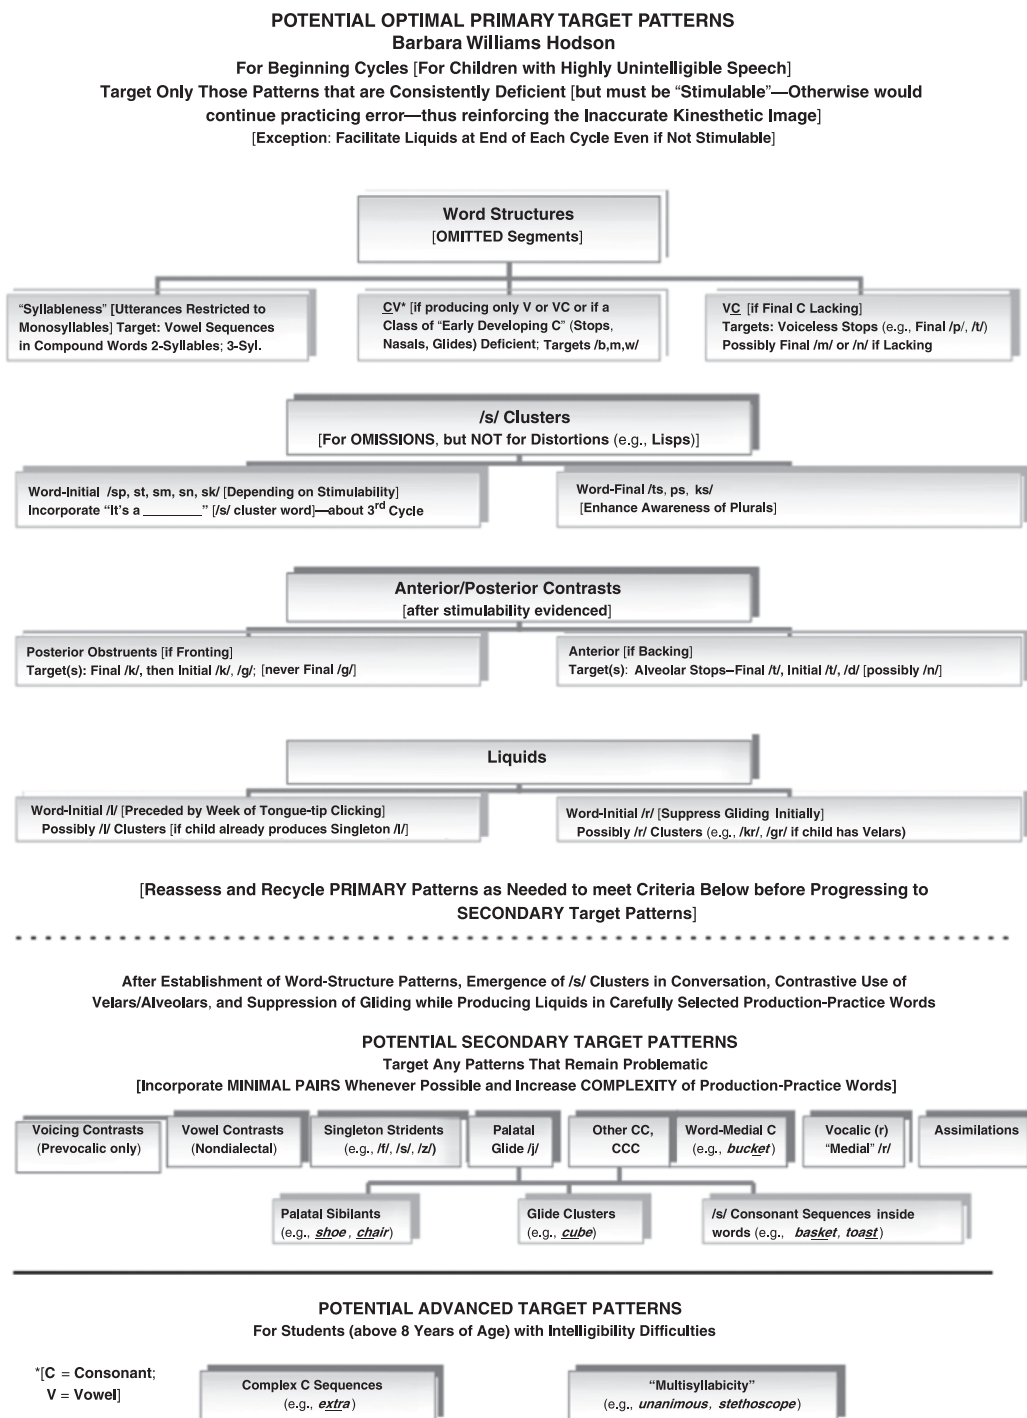 POTENTIAL OPTIMAL PRIMARY TARGET PATTERNS
Barbara Williams Hodson
For Beginning Cycles [For Children with Highly Unintelligible Speech]
Target Only Those Patterns that are Consistently Deficient [but must be “Stimulable”—Otherwise would
continue practicing error—thus reinforcing the Inaccurate Kinesthetic Image]
[Exception: Facilitate Liquids at End of Each Cycle Even if Not Stimulable]
Word Structures
[OMITTED Segments]
“Syllableness” [Utterances Restricted to
Monosyllables] Target: Vowel Sequences
in Compound Words 2-Syllables; 3-Syl.
CV* [if producing only V or VC or if a
Class of “Early Developing C” (Stops,
Nasals, Glides) Deficient; Targets /b,m,w/
VC [if Final C Lacking]
Targets: Voiceless Stops (e.g., Final /p/, /t/)
Possibly Final /m/ or /n/ if Lacking
/s/ Clusters
[For OMISSIONS, but NOT for Distortions (e.g., Lisps)]
Word-Initial /sp, st, sm, sn, sk/ [Depending on Stimulability]
Incorporate “It’s a ________” [/s/ cluster word]—about 3rd Cycle
Word-Final /ts, ps, ks/
[Enhance Awareness of Plurals]
Anterior/Posterior Contrasts
[after stimulability evidenced]
Posterior Obstruents [if Fronting]
Target(s): Final /k/, then Initial /k/, /g/; [never Final /g/]
Anterior [if Backing]
Target(s): Alveolar Stops–Final /t/, Initial /t/, /d/ [possibly /n/]
Liquids
Word-Initial /l/ [Preceded by Week of Tongue-tip Clicking]
Possibly /l/ Clusters [if child already produces Singleton /l/]
Word-Initial /r/ [Suppress Gliding Initially]
Possibly /r/ Clusters (e.g., /kr/, /gr/ if child has Velars)
[Reassess and Recycle PRIMARY Patterns as Needed to meet Criteria Below before Progressing to
SECONDARY Target Patterns]
After Establishment of Word-Structure Patterns, Emergence of /s/ Clusters in Conversation, Contrastive Use of
Velars/Alveolars, and Suppression of Gliding while Producing Liquids in Carefully Selected Production-Practice Words
POTENTIAL SECONDARY TARGET PATTERNS
Target Any Patterns That Remain Problematic
[Incorporate MINIMAL PAIRS Whenever Possible and Increase COMPLEXITY of Production-Practice Words]
Voicing Contrasts
(Prevocalic only)
Vowel Contrasts
(Nondialectal)
Singleton Stridents
(e.g., /f/, /s/, /z/)
Palatal
Glide /j/
Other CC,
CCC
Word-Medial C
(e.g., bucket)
Vocalic (r)
“Medial” /r/
Assimilations
Palatal Sibilants
(e.g., shoe, chair)
Glide Clusters
(e.g., cube)
/s/ Consonant Sequences inside
words (e.g., basket, toast)
POTENTIAL ADVANCED TARGET PATTERNS
For Students (above 8 Years of Age) with Intelligibility Difficulties
*[C = Consonant;
V = Vowel]
Complex C Sequences
(e.g., extra)
“Multisyllabicity”
(e.g., unanimous, stethoscope)